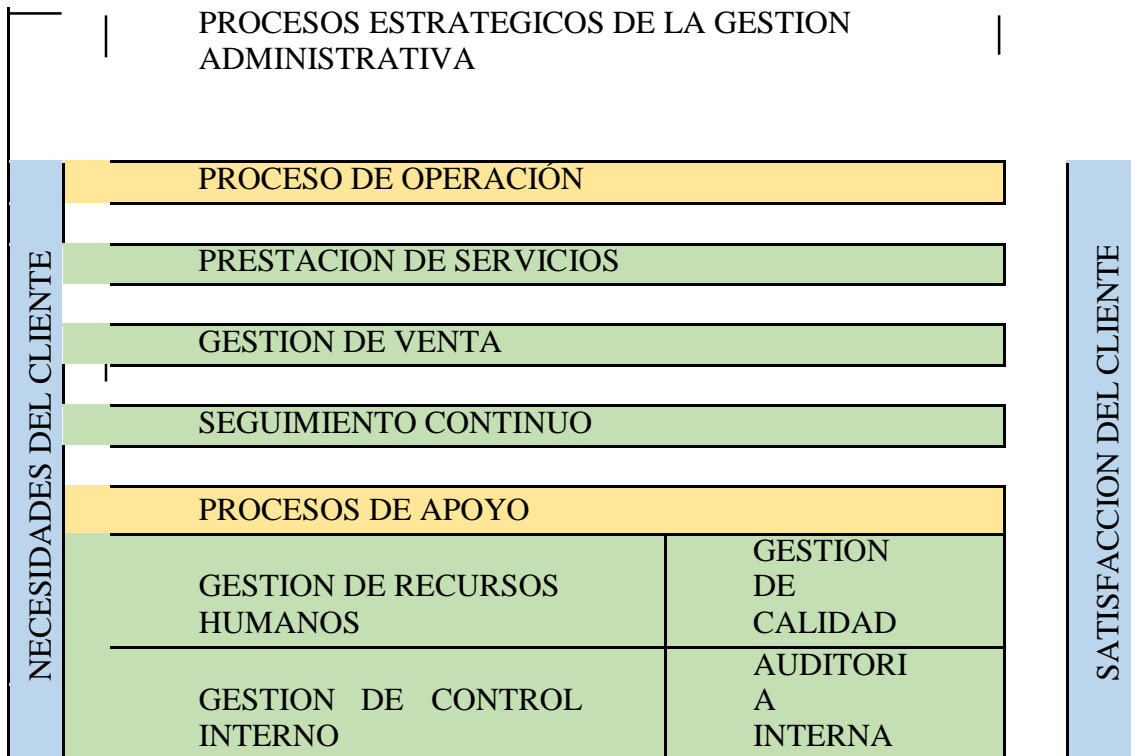 PROCESOS ESTRATEGICOS DE LA GESTION
ADMINISTRATIVA
NECESIDADES DEL CLIENTE
PROCESO DE OPERACIÓN
PRESTACION DE SERVICIOS
GESTION DE VENTA
SEGUIMIENTO CONTINUO
PROCESOS DE APOYO
GESTION DE RECURSOS
HUMANOS
GESTION
DE
CALIDAD
GESTION DE CONTROL
INTERNO
AUDITORI
A
INTERNA
SATISFACCION DEL CLIENTE